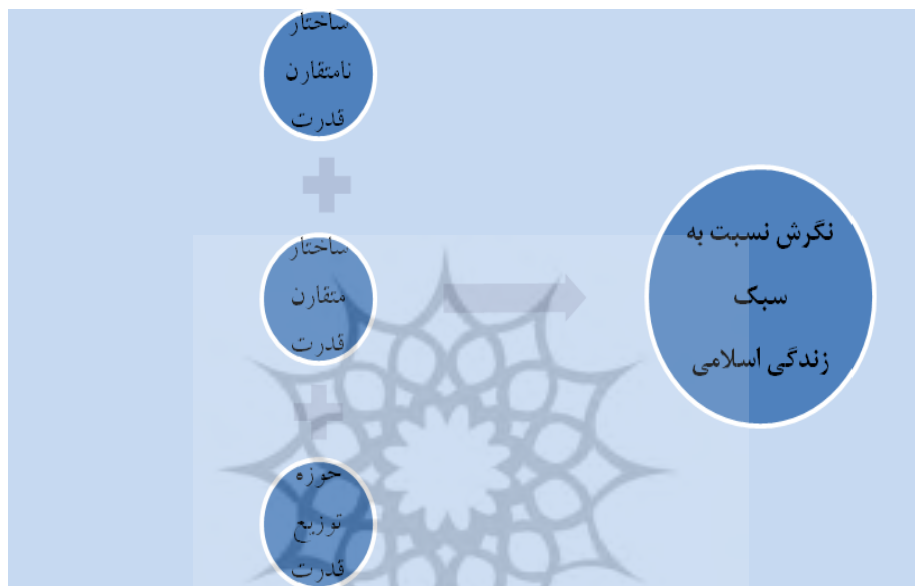 ساختار
نامتقارن
قدرت
ساختار
متقارن
قدرت
حوزه
توزیع
قدرت
نگرش نسبت به
سبک
زندگی اسلامی